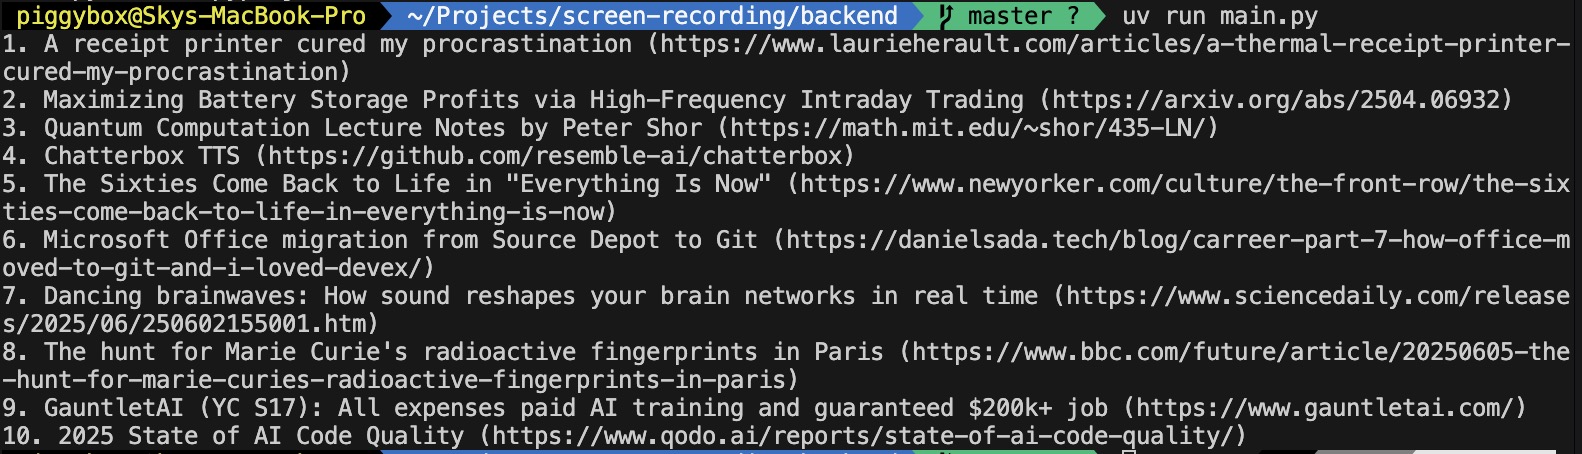 piggybox@Skys-MacBook-Pro ~/Projects/screen-recording/backend master ? uv run main.py
1. A receipt printer cured my procrastination (https://www.laurieherault.com/articles/a-thermal-receipt-printer-
cured-my-procrastination)
2. Maximizing Battery Storage Profits via High-Frequency Intraday Trading (https://arxiv.org/abs/2504.06932)
3. Quantum Computation Lecture Notes by Peter Shor (https://math.mit.edu/~shor/435-LN/)
4. Chatterbox TTS (https://github.com/resemble-ai/chatterbox)
5. The Sixties Come Back to Life in "Everything Is Now" (https://www.newyorker.com/culture/the-front-row/the-six
ties-come-back-to-life-in-everything-is-now)
6. Microsoft Office migration from Source Depot to Git (https://danielsada.tech/blog/carreer-part-7-how-office-m
oved-to-git-and-i-loved-devex/)
7. Dancing brainwaves: How sound reshapes your brain networks in real time (https://www.sciencedaily.com/release
s/2025/06/250602155001.htm)
8. The hunt for Marie Curie's radioactive fingerprints in Paris (https://www.bbc.com/future/article/20250605-the
-hunt-for-marie-curies-radioactive-fingerprints-in-paris)
9. GauntletAI (YC S17): All expenses paid AI training and guaranteed $200k+ job (https://www.gauntletai.com/)
10. 2025 State of AI Code Quality (https://www.qodo.ai/reports/state-of-ai-code-quality/)